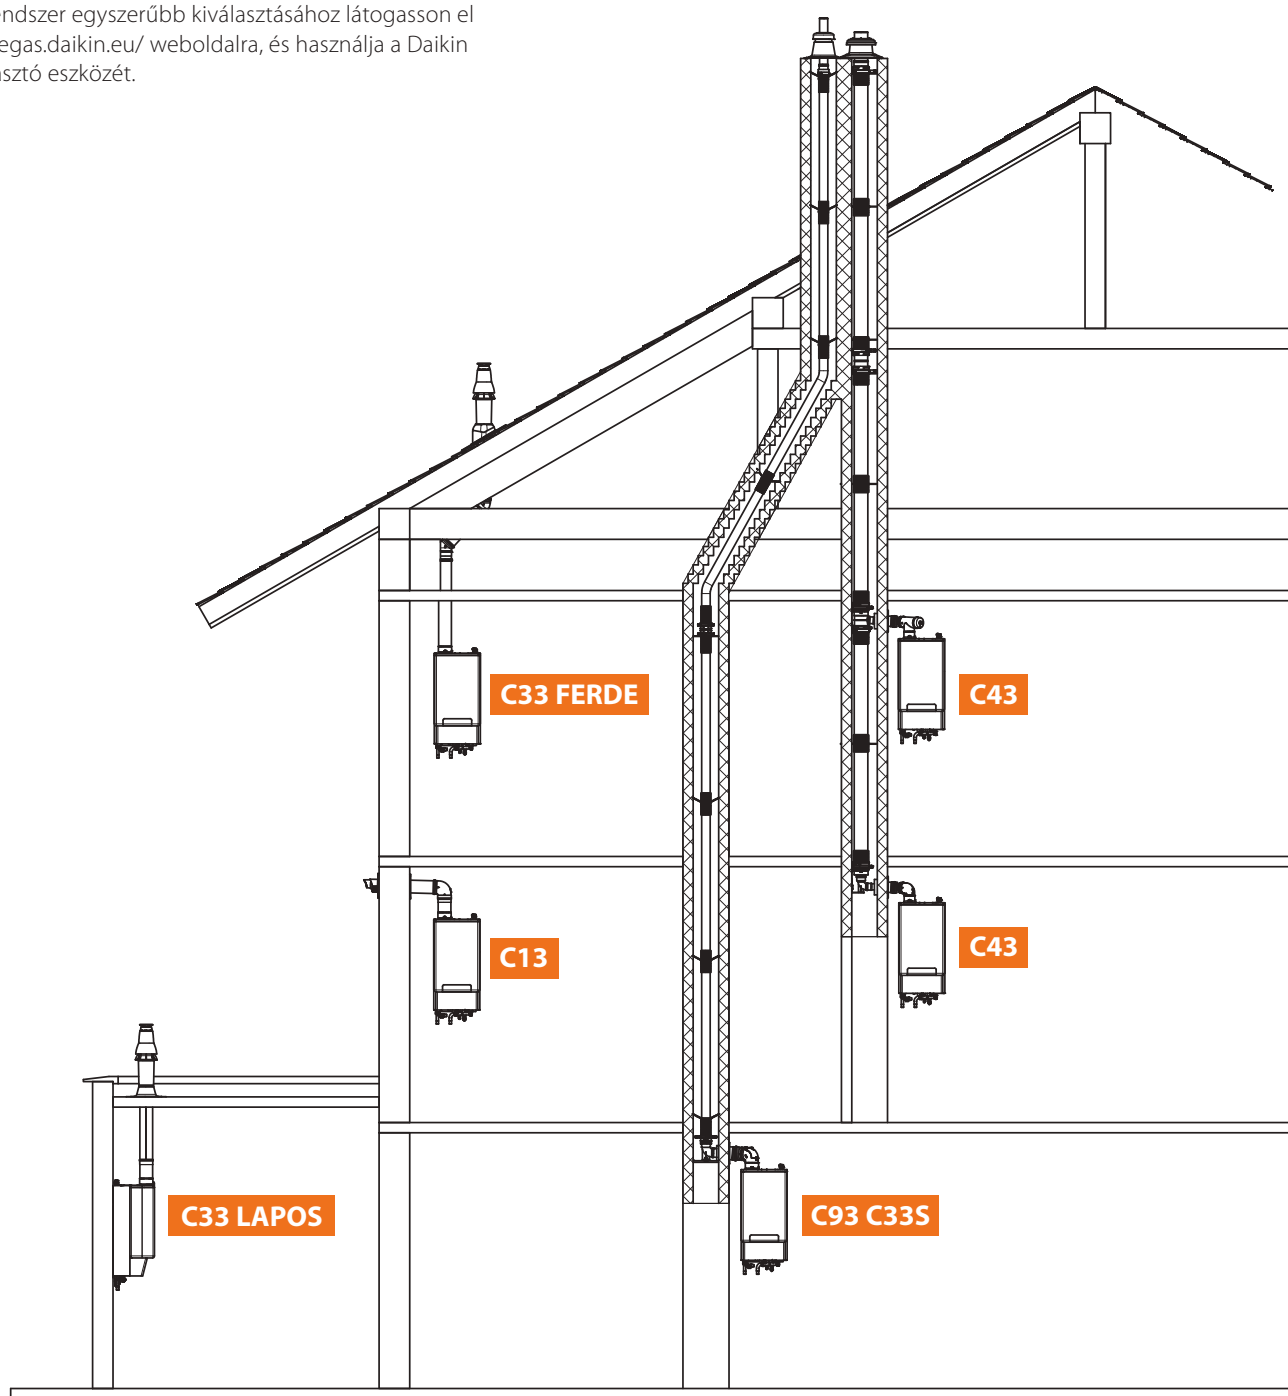 endszer egyszerűbb kiválasztásához látogasson el
egas.daikin.eu/ weboldalra, és használja a Daikin
asztó eszközét.
C33 FERDE
C43
C13
C43
C33 LAPOS
C93 C33S